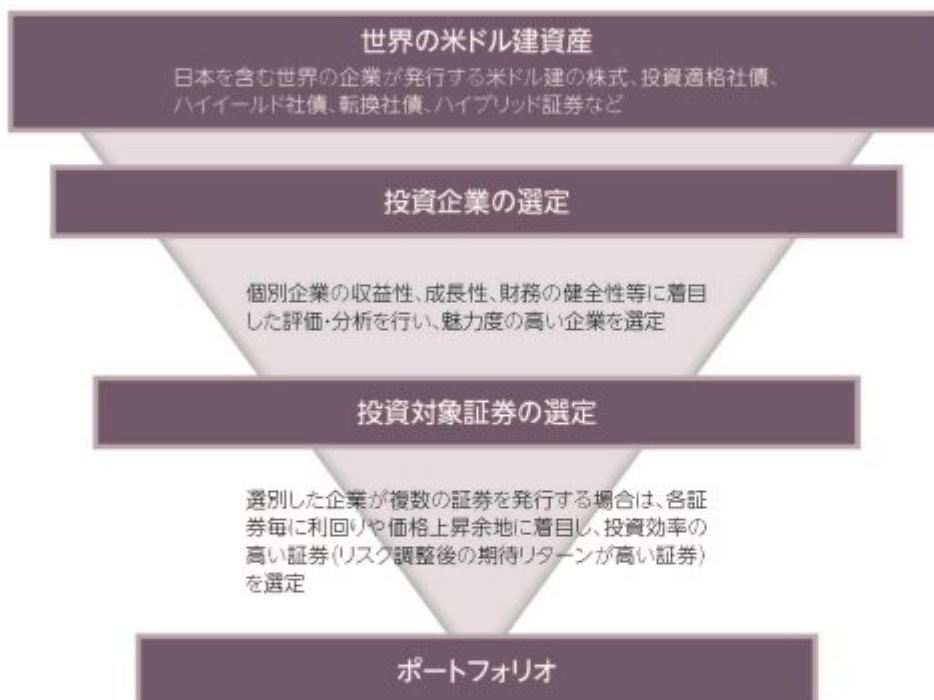 世界の米ドル建資産
日本を含む世界の企業が発行する米ドル建の株式、投資適格社債、
ハイイールド社債、転換社債、ハイブリッド証券など
投資企業の選定
個別企業の収益性、成長性、財務の健全性等に着目
した評価・分析を行い、魅力度の高い企業を選定
投資対象証券の選定
選別した企業が複数の証券を発行する場合は、各証
券毎に利回りや価格上昇余地に着目し、投資効率の
高い証券(リスク調整後の期待リターンが高い証券)
を選定
ポートフォリオ